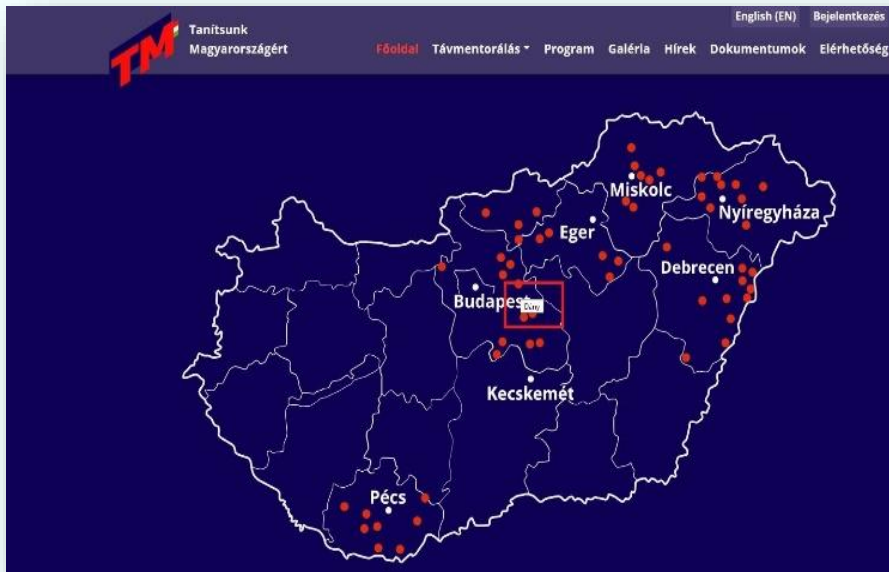 English (EN) Bejelentkezés
TM
Tanítsunk
Magyarországért
Főoldal Távmentorálás Program Galéria Hírek Dokumentumok Elérhetőség
Miskolc
Nyíregyháza
Eger
Debrecen
Budapest
Dány
Kecskemét
Pécs